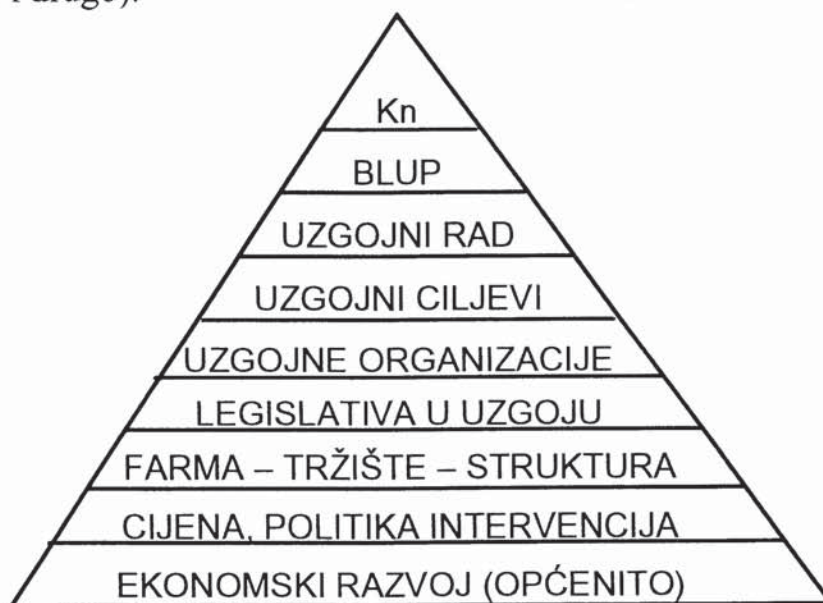 i druge).
Kn
BLUP
UZGOJNI RAD
UZGOJNI CILJEVI
UZGOJNE ORGANIZACIJE
LEGISLATIVA U UZGOJU
FARMA – TRŽIŠTE – STRUKTURA
CIJENA, POLITIKA INTERVENCIJA
EKONOMSKI RAZVOJ (OPĆENITO)